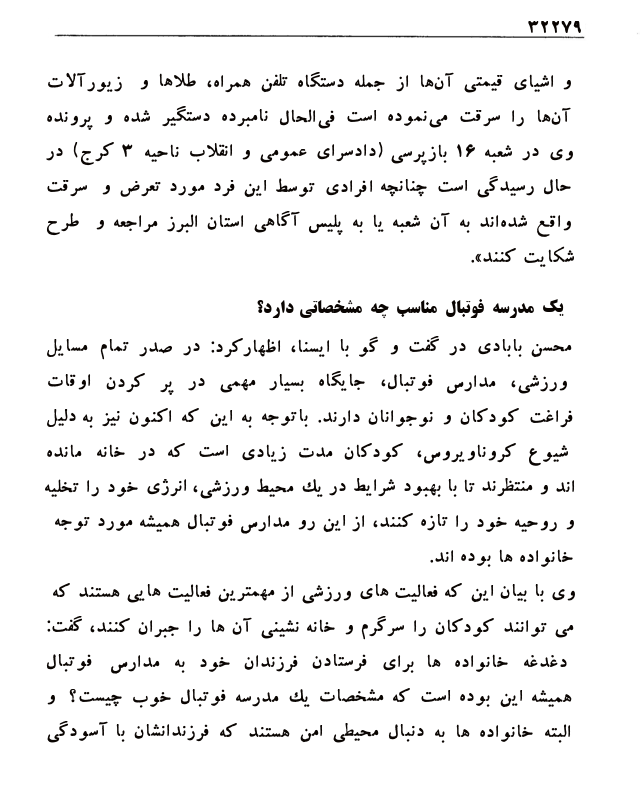 ۳۲۲۷۹
و اشیای قیمتی آن‌ها از جمله دستگاه تلفن همراه، طلاها و زیورآلات
آن‌ها را سرقت می‌نموده است فی‌الحال نامبرده دستگیر شده و پرونده
وی در شعبه ۱۶ بازپرسی (دادسرای عمومی و انقلاب ناحیه ۳ کرج) در
حال رسیدگی است چنانچه افرادی توسط این فرد مورد تعرض و سرقت
واقع شده‌اند به آن شعبه یا به پلیس آگاهی استان البرز مراجعه و طرح
شکایت کنند».
یک مدرسه فوتبال مناسب چه مشخصاتی دارد؟
محسن بابادی در گفت و گو با ایسنا، اظهارکرد: در صدر تمام مسایل
ورزشی، مدارس فوتبال، جایگاه بسیار مهمی در پر کردن اوقات
فراغت کودکان و نوجوانان دارند. باتوجه به این که اکنون نیز به دلیل
شیوع کروناویروس، کودکان مدت زیادی است که در خانه مانده
اند و منتظرند تا با بهبود شرایط در یك محیط ورزشی، انرژی خود را تخلیه
و روحیه خود را تازه کنند، از این رو مدارس فوتبال همیشه مورد توجه
خانواده ها بوده اند.
وی با بیان این که فعالیت های ورزشی از مهمترین فعالیت هایی هستند که
می توانند کودکان را سرگرم و خانه نشینی آن ها را جبران کنند، گفت:
دغدغه خانواده ها برای فرستادن فرزندان خود به مدارس فوتبال
همیشه این بوده است که مشخصات یك مدرسه فوتبال خوب چیست؟ و
البته خانواده ها به دنبال محیطی امن هستند که فرزندانشان با آسودگی